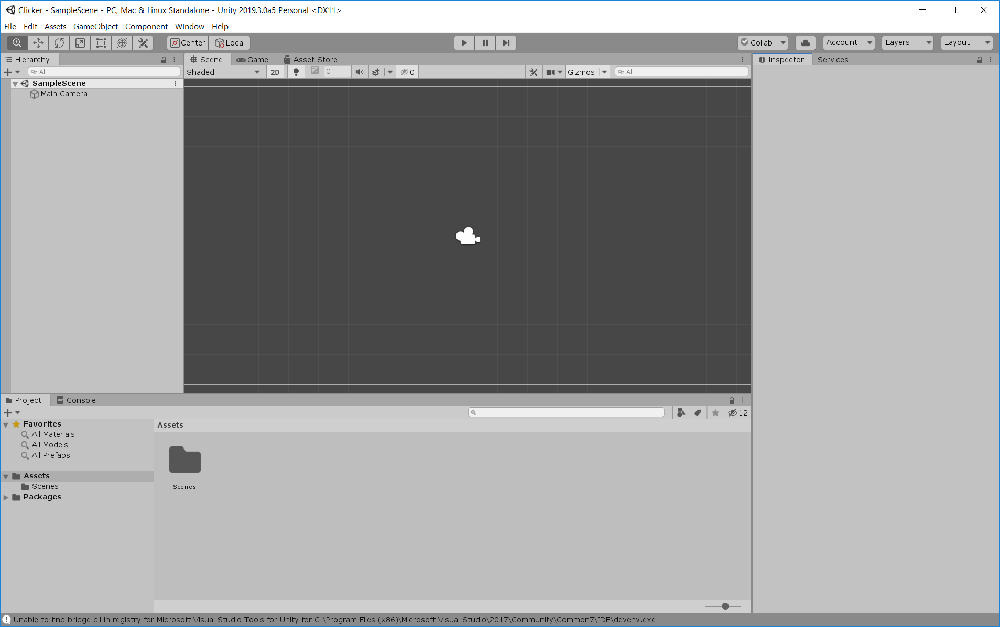 Clicker - SampleScene - PC, Mac & Linux Standalone - Unity 2019.3.0a5 Personal <DX11>
File Edit Assets GameObject Component Window Help
Center Local Collab Account Layers Layout
Hierarchy Scene Game Asset Store Inspector Services
All Shaded 2D 0 0 Gizmos All
SampleScene
Main Camera
Project Console
12
Favorites Assets
All Materials
All Models
All Prefabs
Assets
Scenes
Scenes
Packages
Unable to find bridge dll in registry for Microsoft Visual Studio Tools for Unity for C:\Program Files (x86)\Microsoft Visual Studio\2017\Community\Common7\IDE\devenv.exe